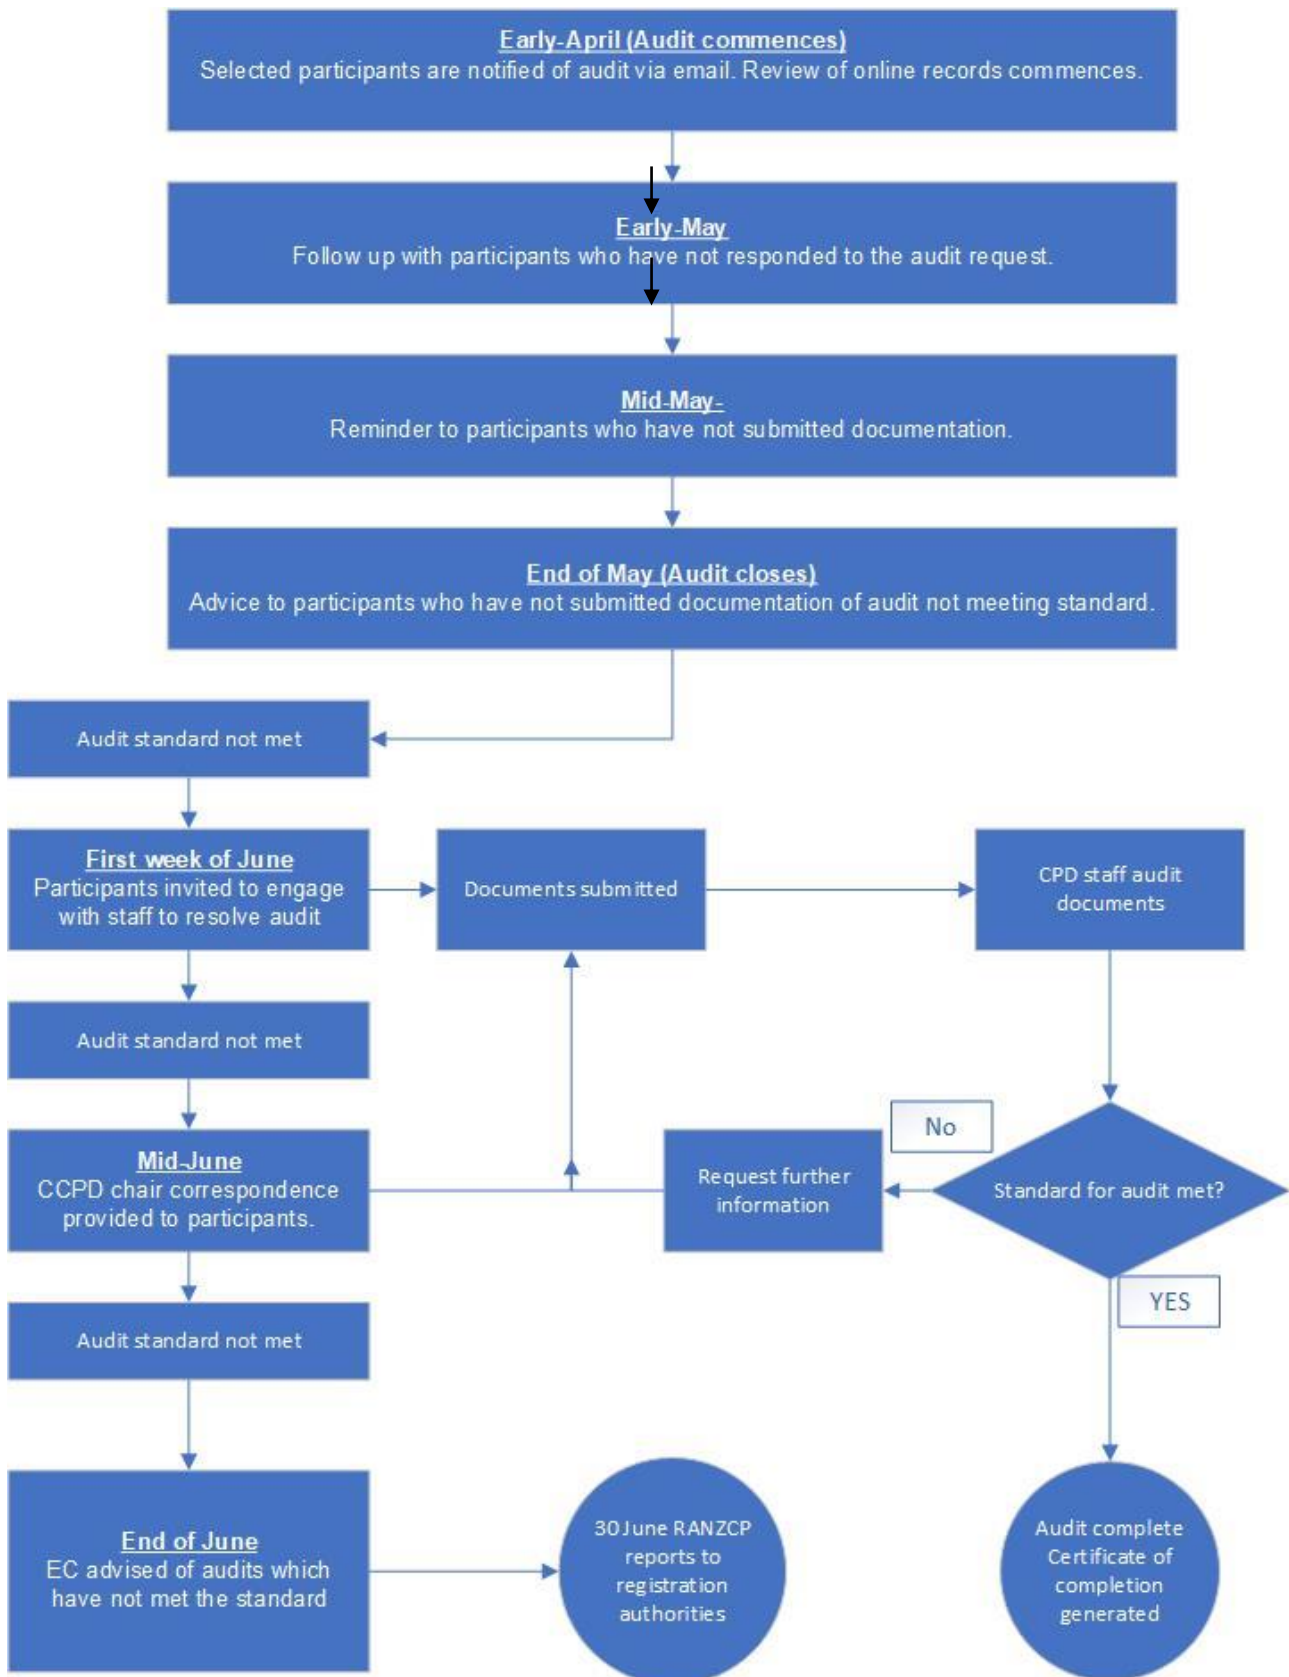 Early-April (Audit commences)
Selected participants are notified of audit via email. Review of online records commences.
Early-May
Follow up with participants who have not responded to the audit request.
Mid-May-
Reminder to participants who have not submitted documentation.
End of May (Audit closes)
Advice to participants who have not submitted documentation of audit not meeting standard.
Audit standard not met
First week of June
Participants invited to engage
with staff to resolve audit
Documents submitted
CPD staff audit
documents
Audit standard not met
Mid-June
CCPD chair correspondence
provided to participants.
Request further
information
No
Standard for audit met?
YES
Audit standard not met
End of June
EC advised of audits which
have not met the standard
30 June RANZCP
reports to
registration
authorities
Audit complete
Certificate of
completion
generated